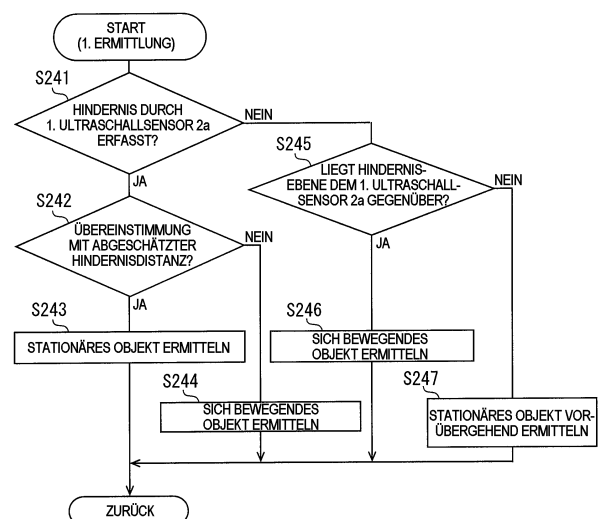 START
(1. ERMITTLUNG)
S241
HINDERNIS DURCH
1. ULTRASCHALLSENSOR 2a
ERFASST?
NEIN
JA
S245
LIEGT HINDERNIS-
EBENE DEM 1. ULTRASCHALL-
SENSOR 2a GEGENÜBER?
NEIN
JA
S242
ÜBEREINSTIMMUNG
MIT ABGESCHÄTZTER
HINDERNISDISTANZ?
NEIN
JA
S243
STATIONÄRES OBJEKT ERMITTELN
S246
SICH BEWEGENDES
OBJEKT ERMITTELN
S244
SICH BEWEGENDES
OBJEKT ERMITTELN
S247
STATIONÄRES OBJEKT VOR-
ÜBERGEHEND ERMITTELN
ZURÜCK